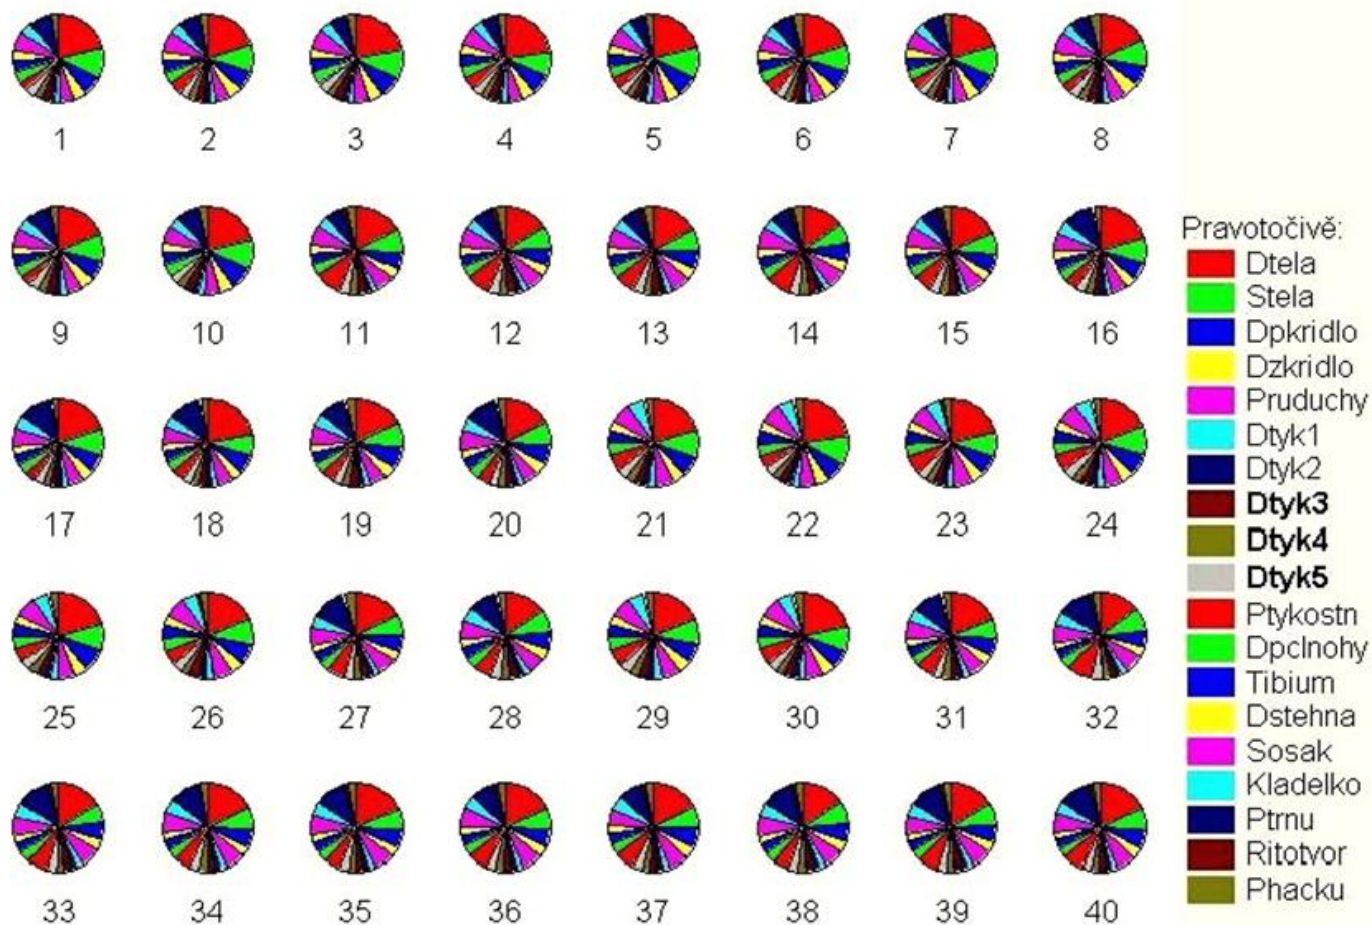 1 2 3 4 5 6 7 8
9 10 11 12 13 14 15 16
17 18 19 20 21 22 23 24
25 26 27 28 29 30 31 32
33 34 35 36 37 38 39 40
Pravotočivě:
Dtela
Stela
Dpkridlo
Dzkridlo
Pruduchy
Dtyk1
Dtyk2
Dtyk3
Dtyk4
Dtyk5
Ptykostn
Dpclnohy
Tibium
Dstehna
Sosak
Kladelko
Ptrnu
Ritotvor
Phacku